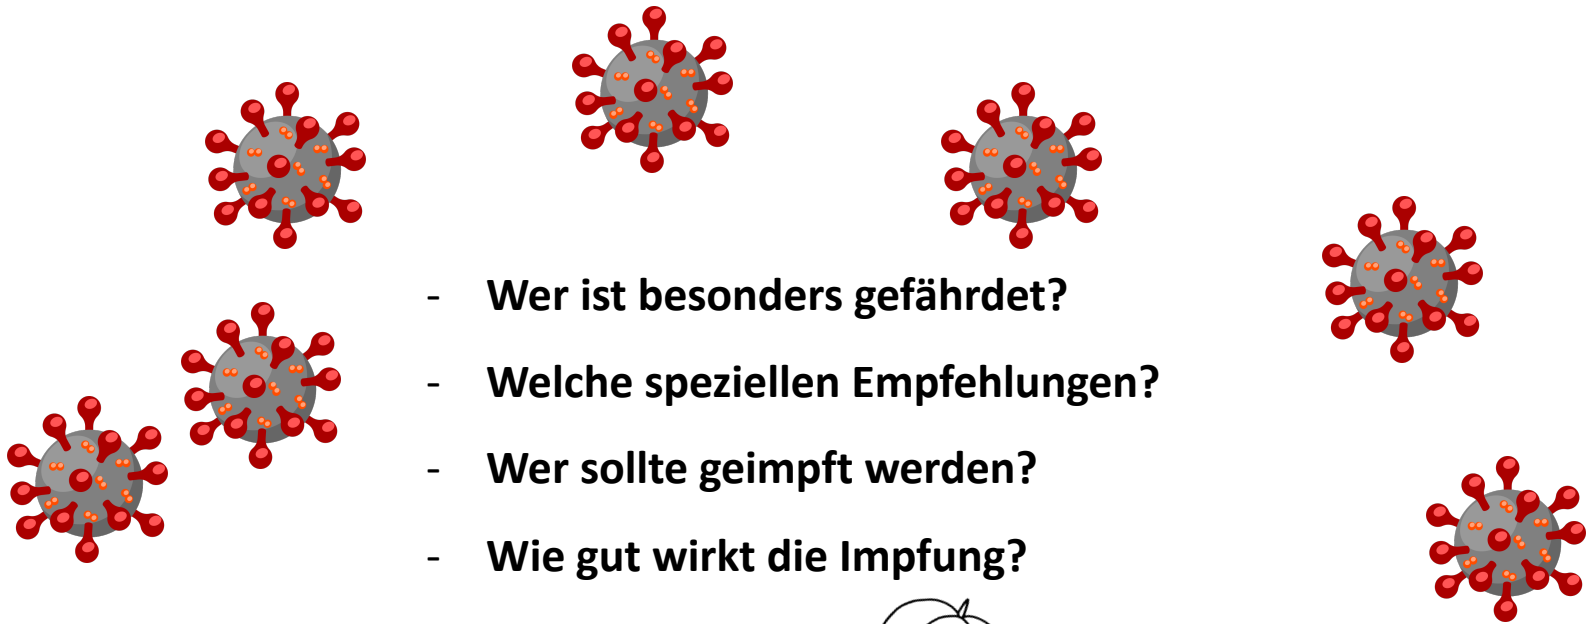 - Wer ist besonders gefährdet?
- Welche speziellen Empfehlungen?
- Wer sollte geimpft werden?
- Wie gut wirkt die Impfung?